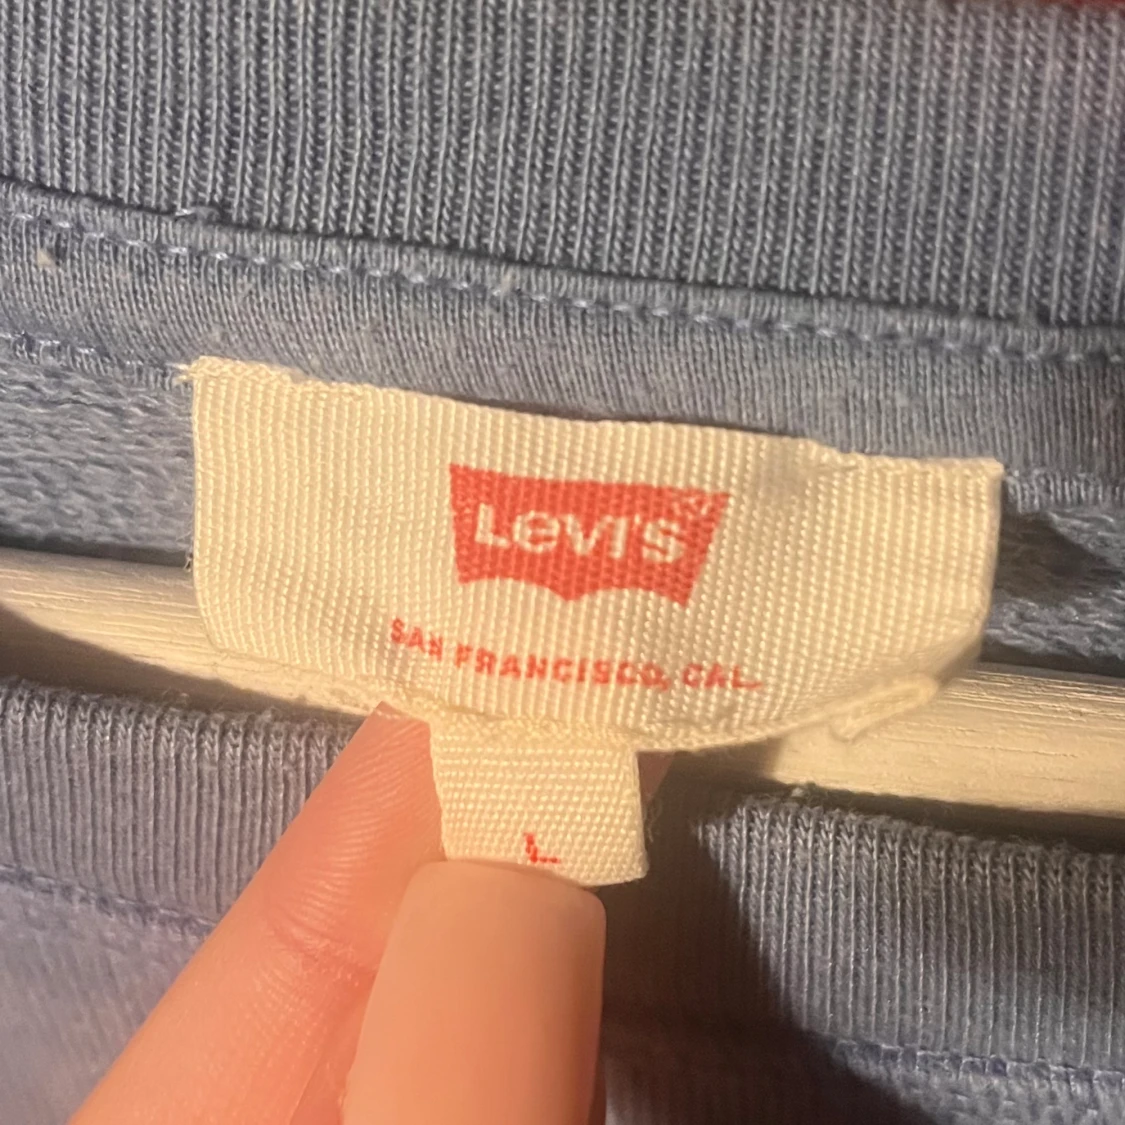 Levi's
SAN FRANCISCO, CAL.
L